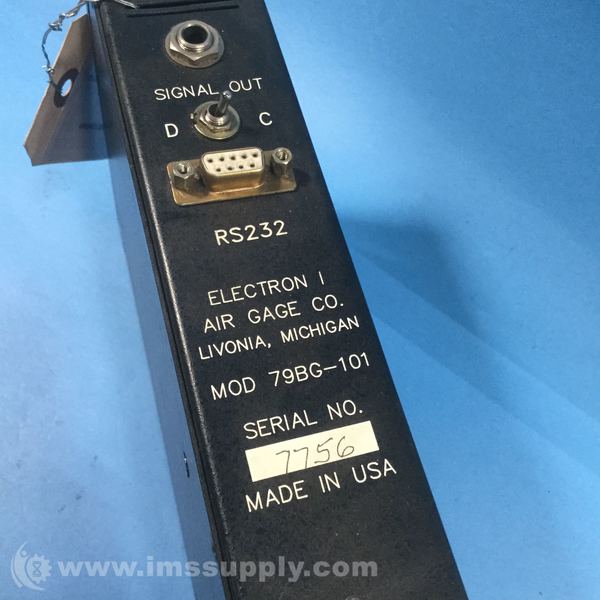 SIGNAL OUT
D C
RS232
ELECTRON I
AIR GAGE CO.
LIVONIA, MICHIGAN
MOD 79BG-101
SERIAL NO.
7756
MADE IN USA
www.imssupply.com